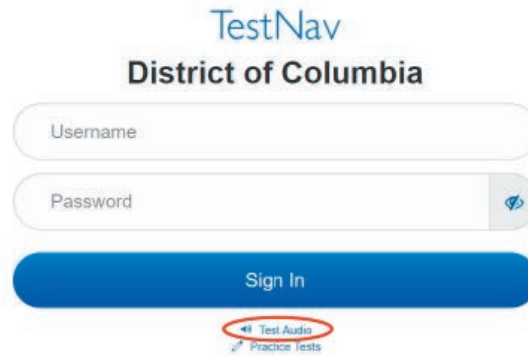 TestNav
District of Columbia
Username
Password
Sign In
Test Audio
Practice Tests